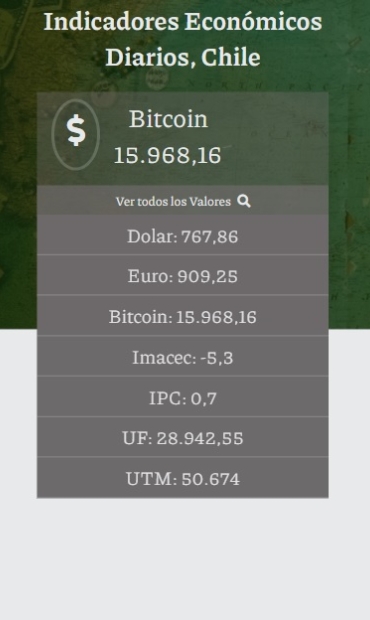 Indicadores Económicos
Diarios, Chile
$
Bitcoin
15.968,16
Ver todos los Valores
Dolar: 767,86
Euro: 909,25
Bitcoin: 15.968,16
Imacec: -5,3
IPC: 0,7
UF: 28.942,55
UTM: 50.674